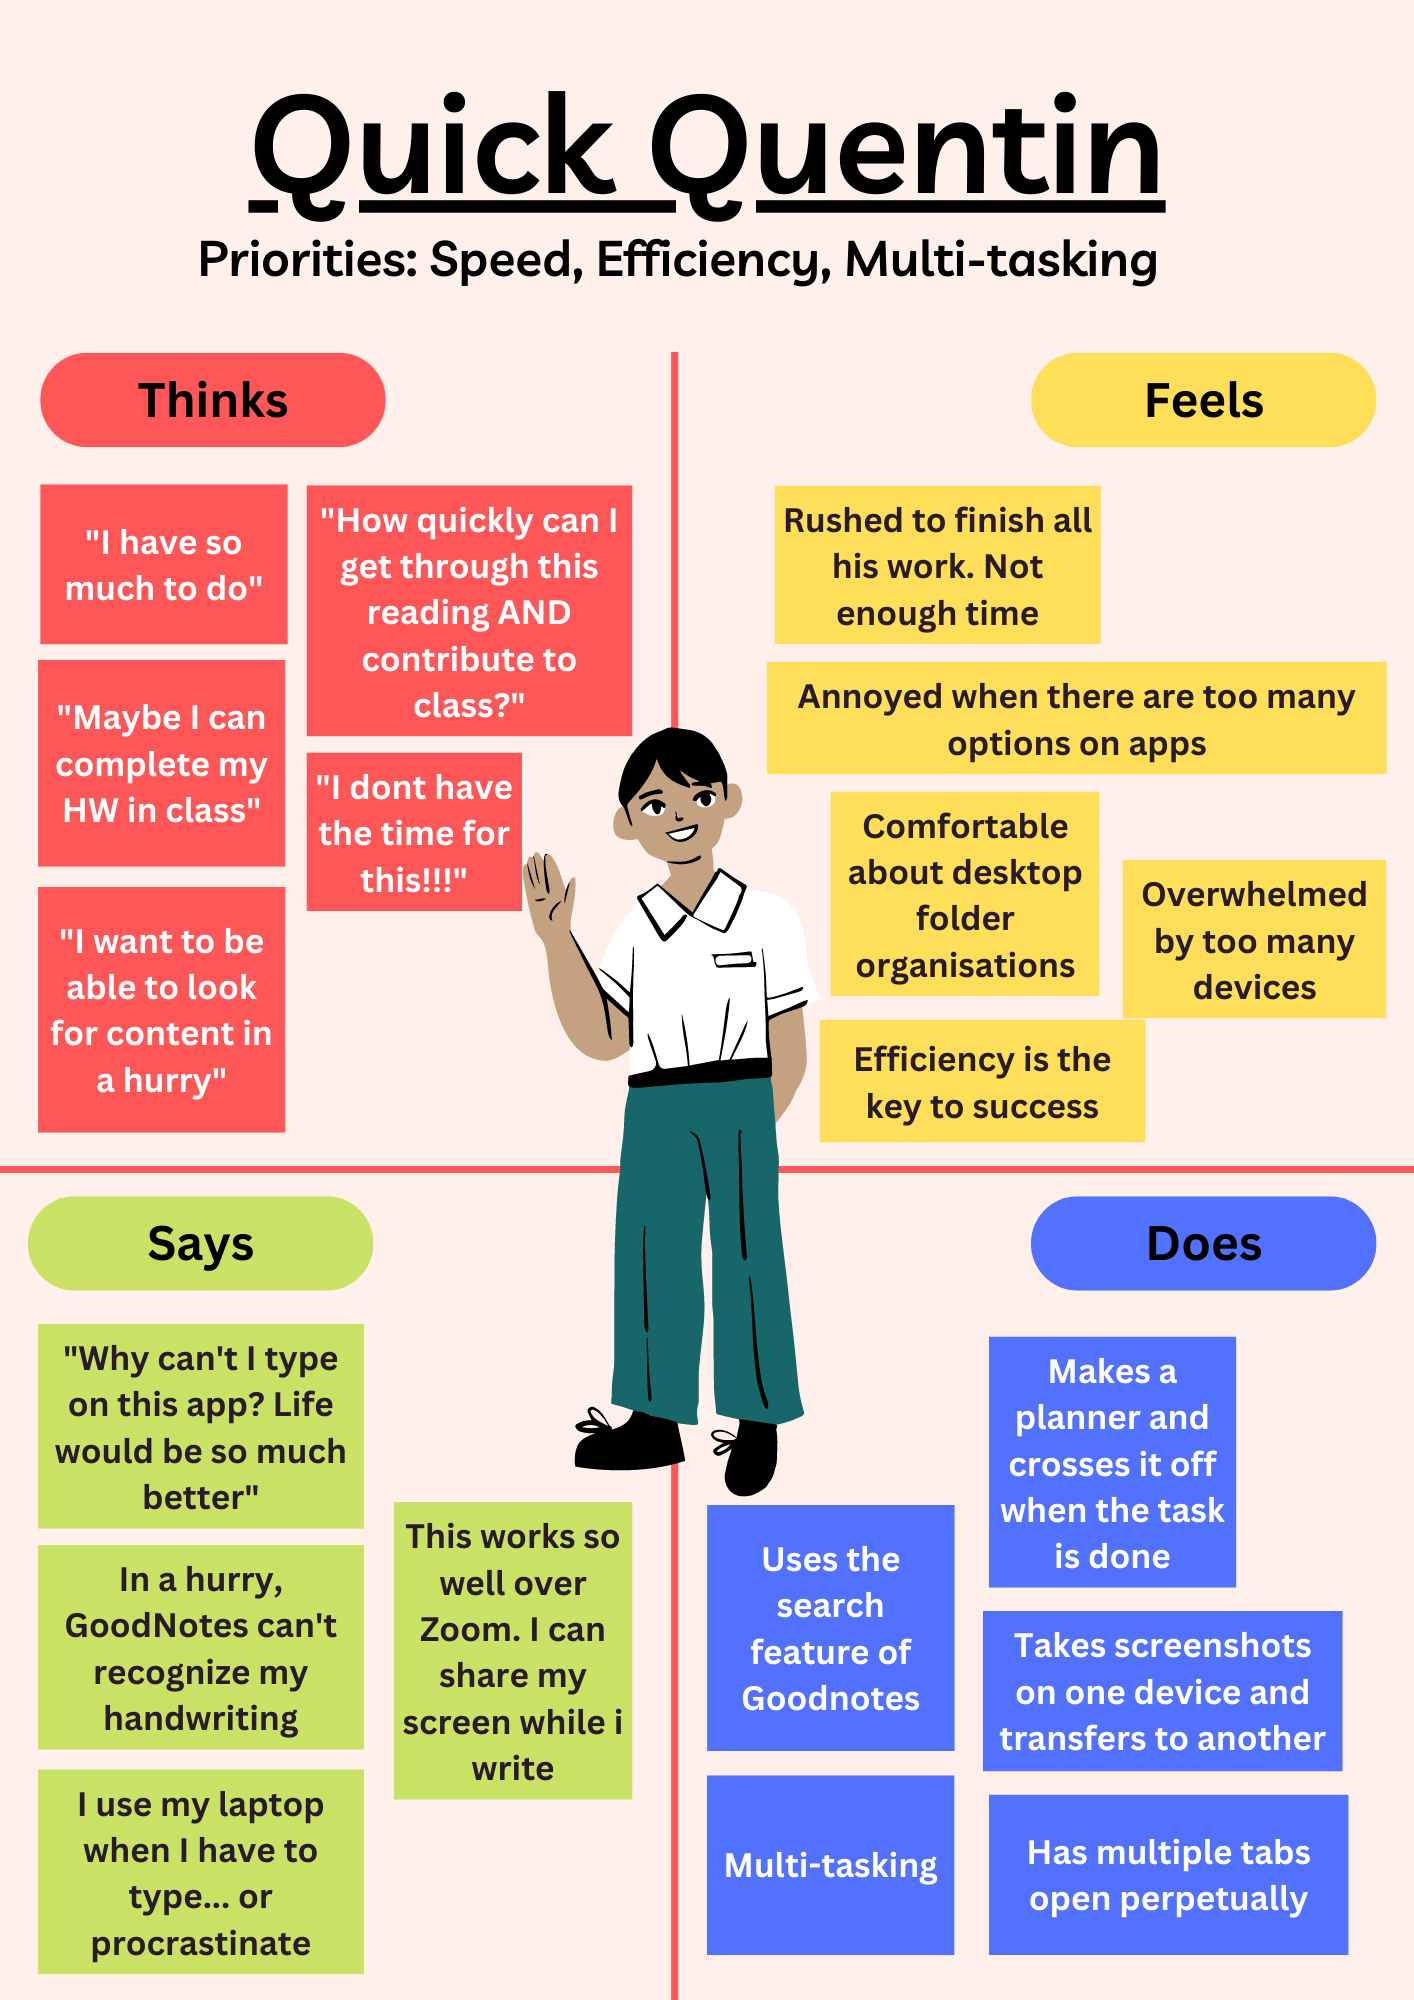 Quick Quentin
Priorities: Speed, Efficiency, Multi-tasking
Thinks
"I have so
much to do"
"How quickly can I
get through this
reading AND
contribute to
class?"
"Maybe I can
complete my
HW in class"
"I dont have
the time for
this!!!"
"I want to be
able to look
for content in
a hurry"
Feels
Rushed to finish all
his work. Not
enough time
Annoyed when there are too many
options on apps
Comfortable
about desktop
folder
organisations
Overwhelmed
by too many
devices
Efficiency is the
key to success
Says
"Why can't I type
on this app? Life
would be so much
better"
In a hurry,
GoodNotes can't
recognize my
handwriting
This works so
well over
Zoom. I can
share my
screen while i
write
I use my laptop
when I have to
type... or
procrastinate
Does
Makes a
planner and
crosses it off
when the task
is done
Uses the
search
feature of
Goodnotes
Takes screenshots
on one device and
transfers to another
Multi-tasking
Has multiple tabs
open perpetually